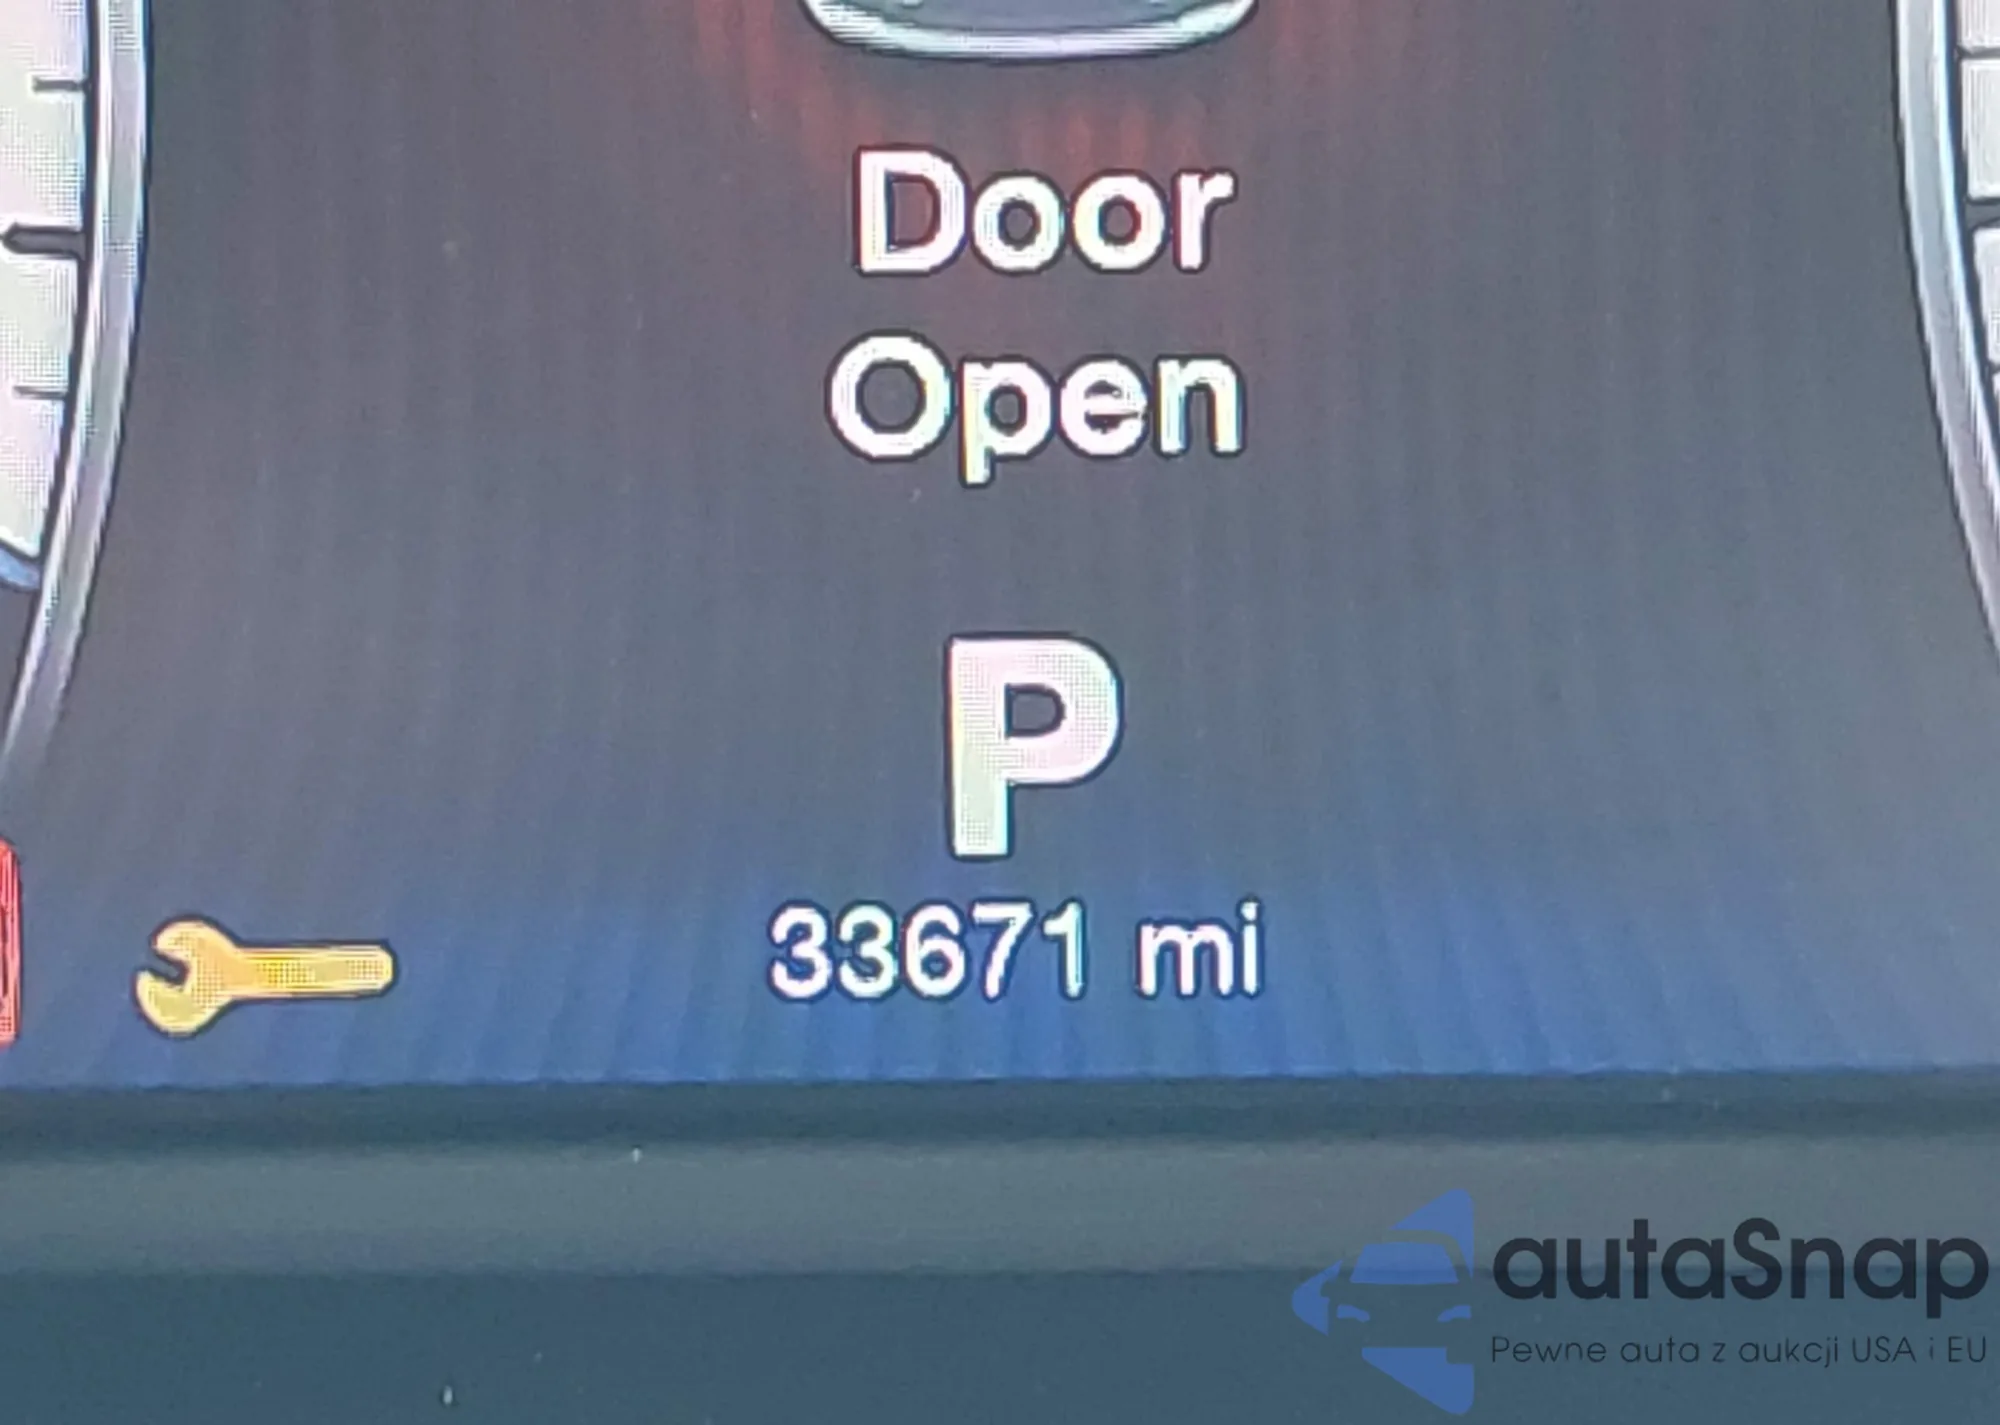 Door
Open
P
33671 mi
autaSnap
Pewne auta z aukcji USA i EU